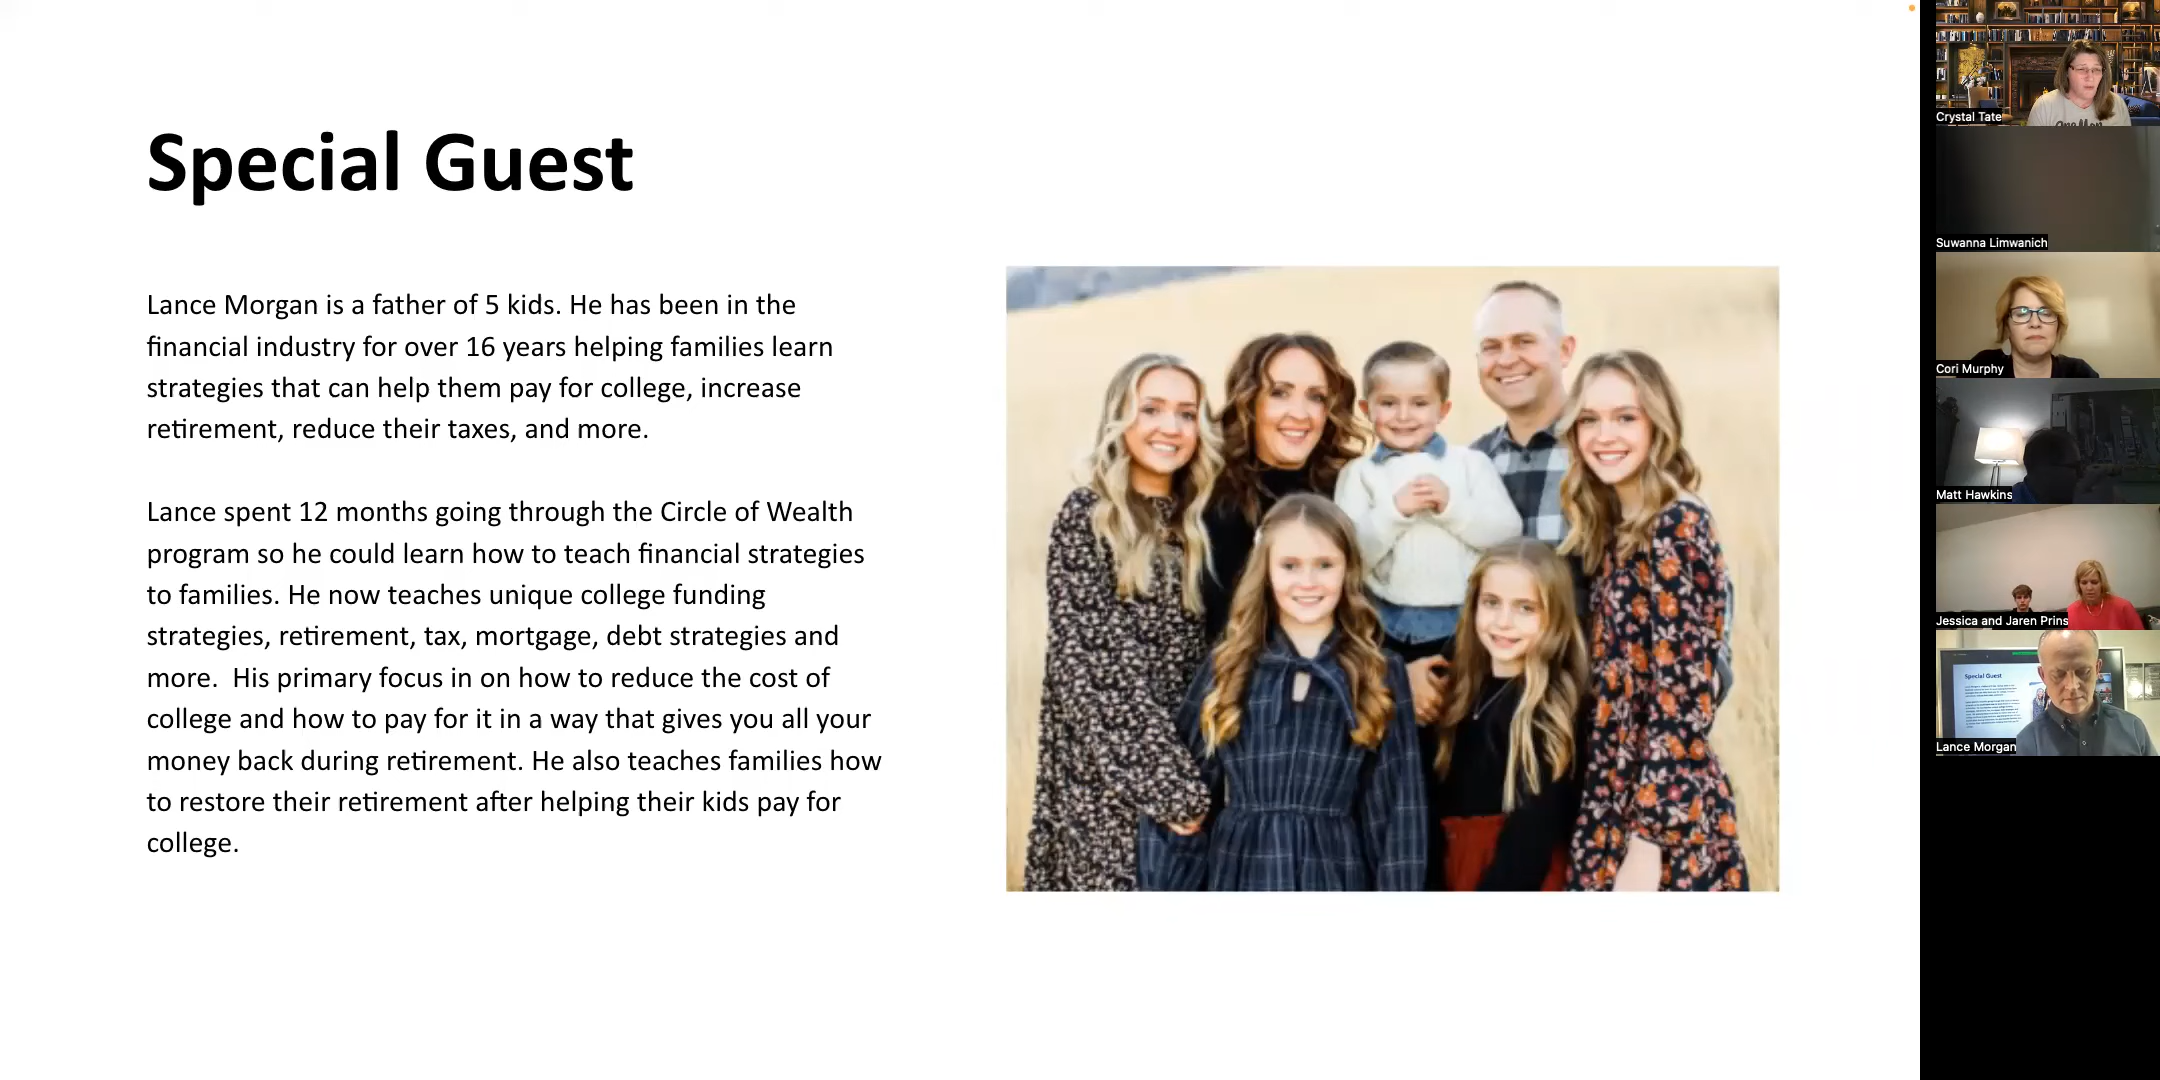 Special Guest
Lance Morgan is a father of 5 kids. He has been in the
financial industry for over 16 years helping families learn
strategies that can help them pay for college, increase
retirement, reduce their taxes, and more.
Lance spent 12 months going through the Circle of Wealth
program so he could learn how to teach financial strategies
to families. He now teaches unique college funding
strategies, retirement, tax, mortgage, debt strategies and
more.  His primary focus in on how to reduce the cost of
college and how to pay for it in a way that gives you all your
money back during retirement. He also teaches families how
to restore their retirement after helping their kids pay for
college.
Crystal Tate
Suwanna Limwanich
Cori Murphy
Matt Hawkins
Jessica and Jaren Prins
Special Guest
Lance Morgan